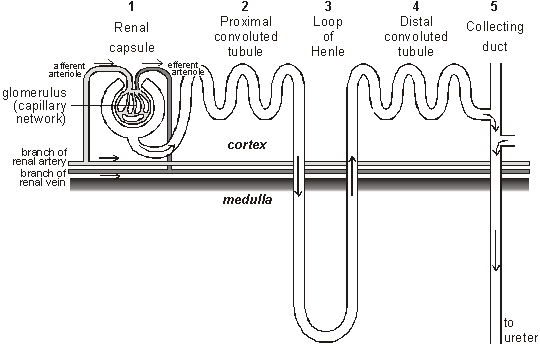 1
Renal
capsule
2
Proximal
convoluted
tubule
3
Loop
of
Henle
4
Distal
convoluted
tubule
5
Collecting
duct
afferent
arteriole
efferent
arteriole
glomerulus
(capillary
network)
cortex
branch of
renal artery
branch of
renal vein
medulla
to
ureter